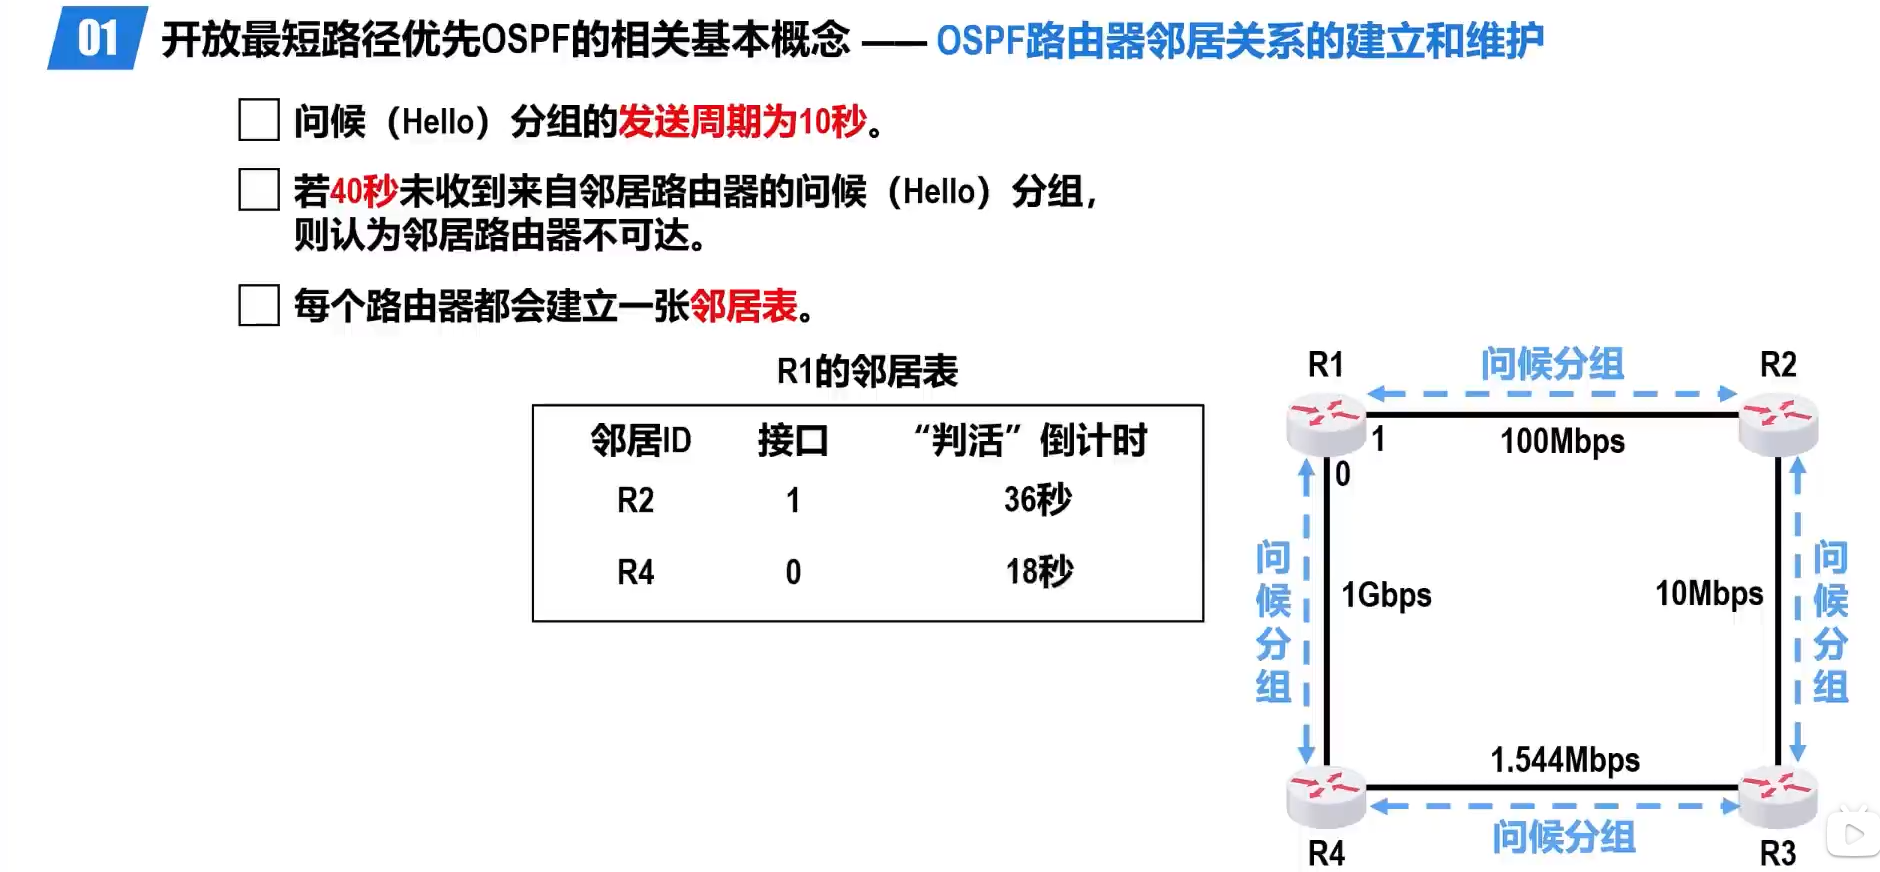 01 开放最短路径优先OSPF的相关基本概念 —— OSPF路由器邻居关系的建立和维护
问候（Hello）分组的发送周期为10秒。
若40秒未收到来自邻居路由器的问候（Hello）分组，
则认为邻居路由器不可达。
每个路由器都会建立一张邻居表。
R1的邻居表
邻居ID 接口 “判活”倒计时
R2 1 36秒
R4 0 18秒
R1 问候分组 R2
1 100Mbps
0
问候分组 1Gbps 10Mbps 问候分组
1.544Mbps
问候分组
R4 R3